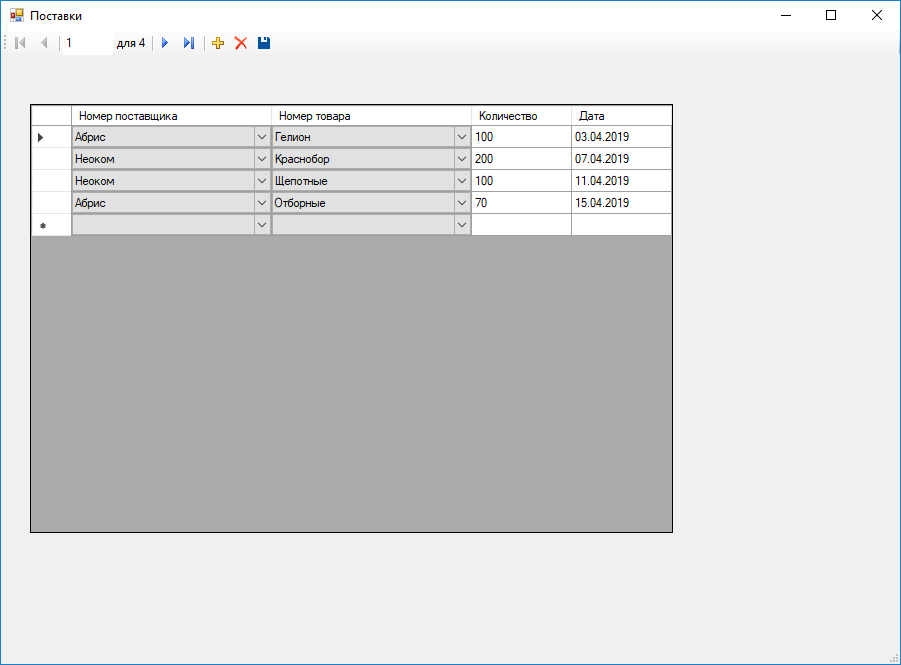 Поставки
1 для 4
Номер поставщика Номер товара Количество Дата
Абрис Гелион 100 03.04.2019
Неоком Краснобор 200 07.04.2019
Неоком Щепотные 100 11.04.2019
Абрис Отборные 70 15.04.2019